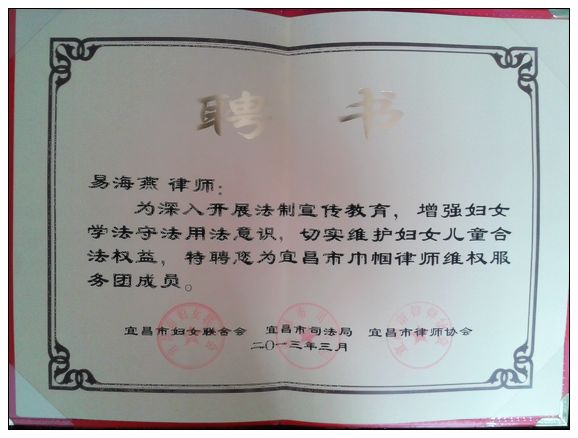 聘 书
易海燕 律师：
为深入开展法制宣传教育，增强妇女
学法守法用法意识，切实维护妇女儿童合
法权益，特聘您为宜昌市巾帼律师维权服
务团成员。
宜昌市妇女联合会 宜昌市司法局 宜昌市律师协会
二〇一三年三月